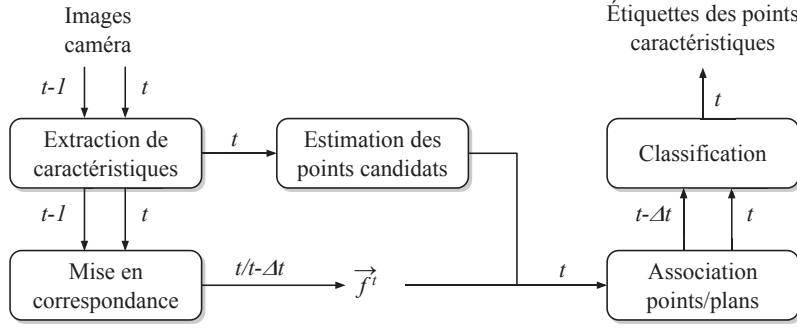 Images
caméra
t-1
t
Extraction de
caractéristiques
t
Estimation des
points candidats
t-1
t
Mise en
correspondance
t/t-Δt
f^t
t
Association
points/plans
t-Δt
t
Classification
t
Étiquettes des points
caractéristiques